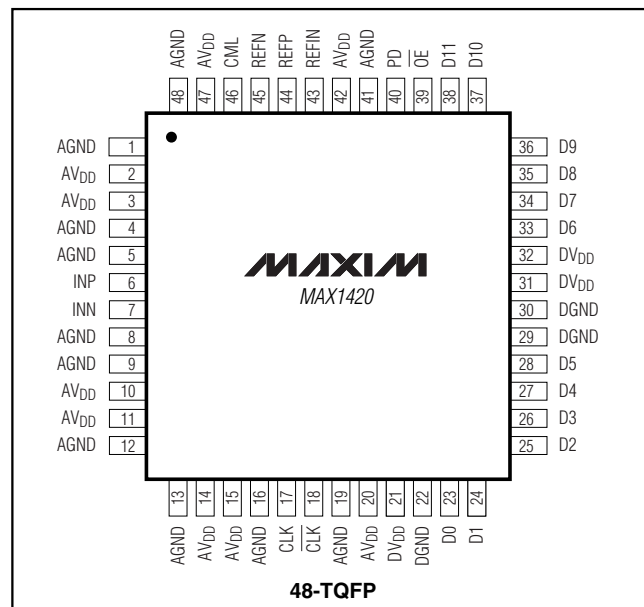 AGND AVDD CML REFN REFP REFIN AVDD AGND PD OE D11 D10
48 47 46 45 44 43 42 41 40 39 38 37
AGND 1 36 D9
AVDD 2 35 D8
AVDD 3 34 D7
AGND 4 33 D6
AGND 5 32 DVDD
INP 6 31 DVDD
INN 7 30 DGND
AGND 8 29 DGND
AGND 9 28 D5
AVDD 10 27 D4
AVDD 11 26 D3
AGND 12 25 D2
MAXIM
MAX1420
13 14 15 16 17 18 19 20 21 22 23 24
AGND AVDD AVDD AGND CLK CLK AGND AVDD DVDD DGND D0 D1
48-TQFP